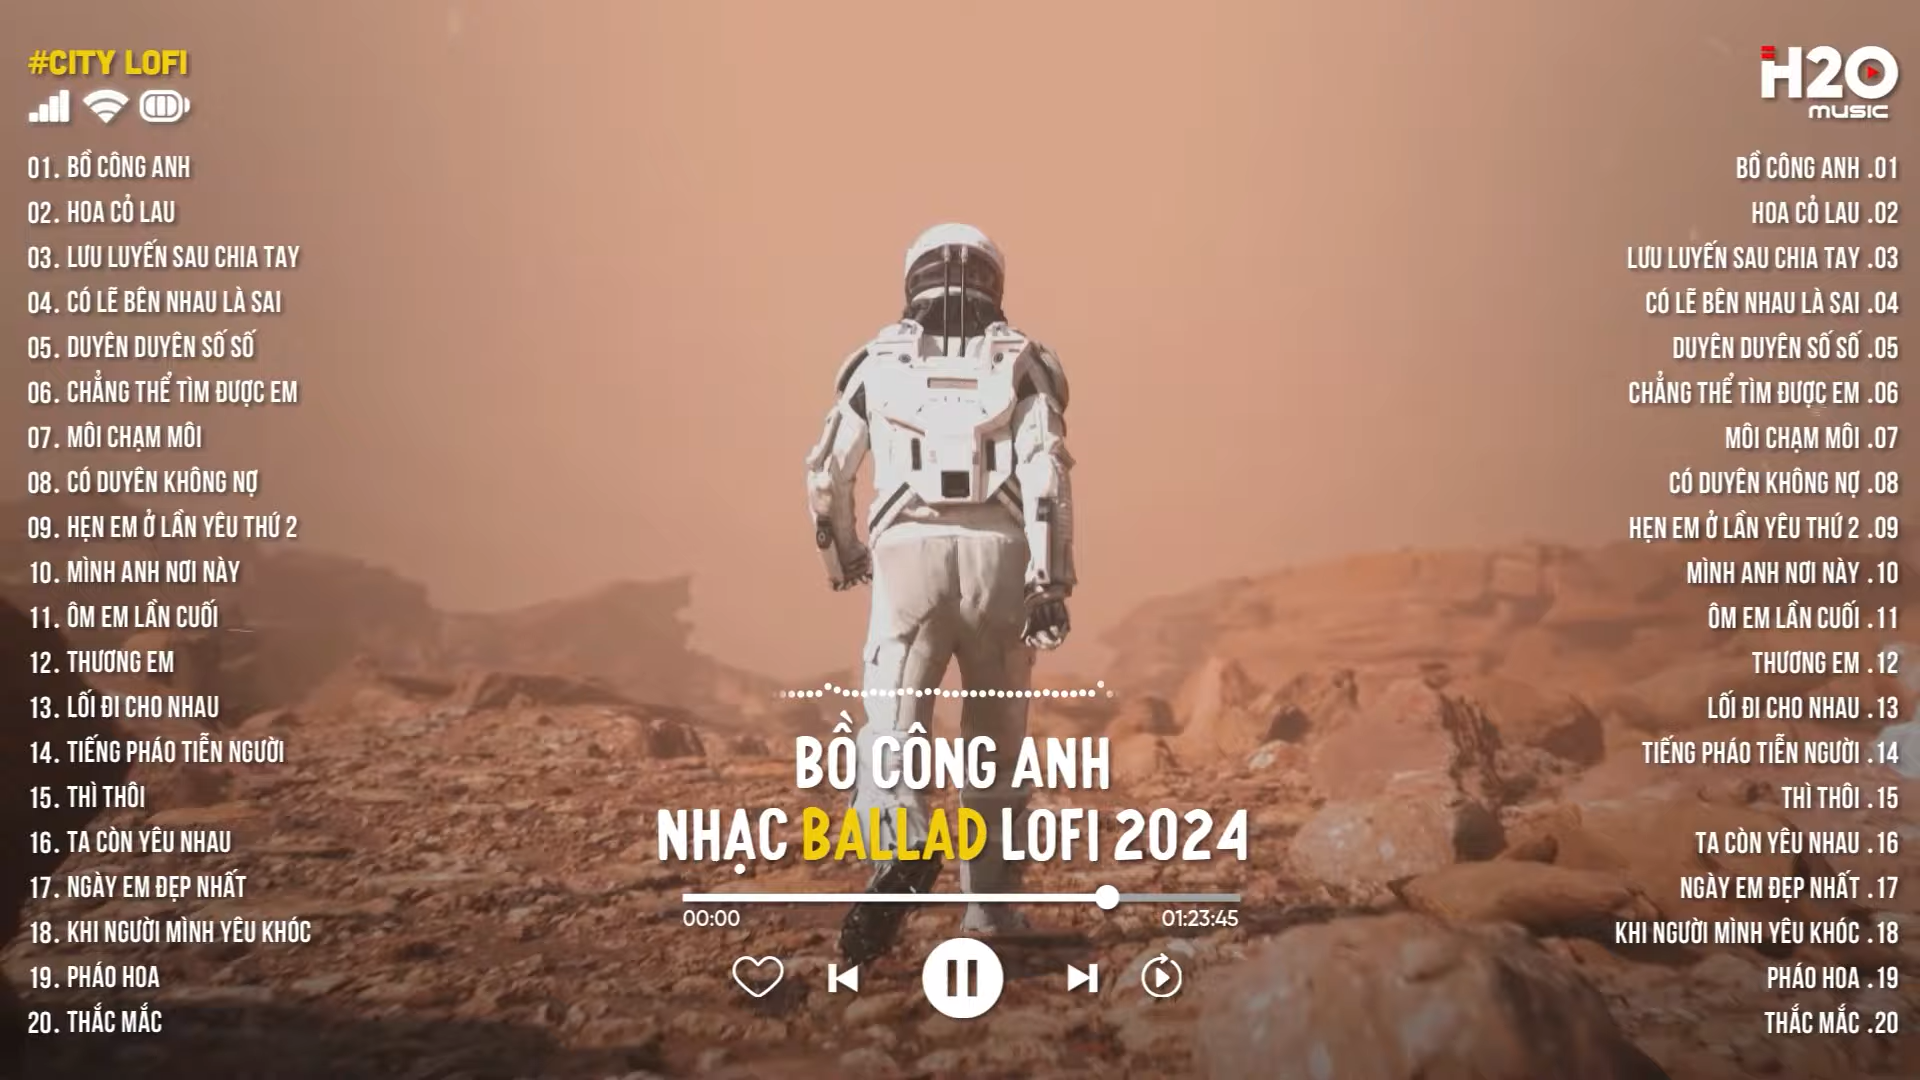 #CITY LOFI
01. BỒ CÔNG ANH
02. HOA CỎ LAU
03. LƯU LUYẾN SAU CHIA TAY
04. CÓ LẼ BÊN NHAU LÀ SAI
05. DUYÊN DUYÊN SỐ SỐ
06. CHẲNG THỂ TÌM ĐƯỢC EM
07. MÔI CHẠM MÔI
08. CÓ DUYÊN KHÔNG NỢ
09. HẸN EM Ở LẦN YÊU THỨ 2
10. MÌNH ANH NƠI NÀY
11. ÔM EM LẦN CUỐI
12. THƯƠNG EM
13. LỐI ĐI CHO NHAU
14. TIẾNG PHÁO TIỄN NGƯỜI
15. THÌ THÔI
16. TA CÒN YÊU NHAU
17. NGÀY EM ĐẸP NHẤT
18. KHI NGƯỜI MÌNH YÊU KHÓC
19. PHÁO HOA
20. THẮC MẮC
BỒ CÔNG ANH
NHẠC BALLAD LOFI 2024
00:00 01:23:45
H2O
MUSIC
BỒ CÔNG ANH .01
HOA CỎ LAU .02
LƯU LUYẾN SAU CHIA TAY .03
CÓ LẼ BÊN NHAU LÀ SAI .04
DUYÊN DUYÊN SỐ SỐ .05
CHẲNG THỂ TÌM ĐƯỢC EM .06
MÔI CHẠM MÔI .07
CÓ DUYÊN KHÔNG NỢ .08
HẸN EM Ở LẦN YÊU THỨ 2 .09
MÌNH ANH NƠI NÀY .10
ÔM EM LẦN CUỐI .11
THƯƠNG EM .12
LỐI ĐI CHO NHAU .13
TIẾNG PHÁO TIỄN NGƯỜI .14
THÌ THÔI .15
TA CÒN YÊU NHAU .16
NGÀY EM ĐẸP NHẤT .17
KHI NGƯỜI MÌNH YÊU KHÓC .18
PHÁO HOA .19
THẮC MẮC .20